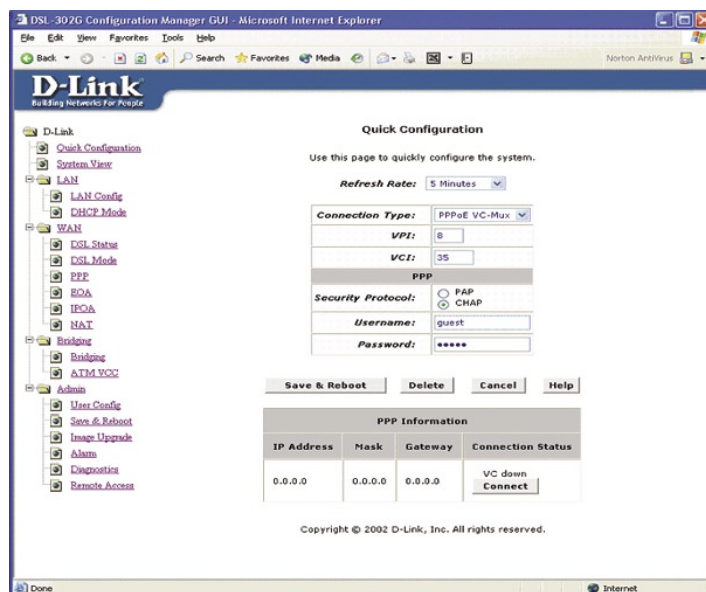 DSL-302G Configuration Manager GUI - Microsoft Internet Explorer
File Edit View Favorites Tools Help
Back Search Favorites Media Norton AntiVirus
D-Link
Building Networks For People
D-Link
Quick Configuration
System View
LAN
LAN Config
DHCP Mode
WAN
DSL Status
DSL Mode
PPP
EOA
IPOA
NAT
Bridging
Bridging
ATM VCC
Admin
User Config
Save & Reboot
Image Upgrade
Alarm
Diagnostics
Remote Access
Quick Configuration
Use this page to quickly configure the system.
Refresh Rate: 5 Minutes
Connection Type: PPPoE VC-Mux
VPI: 8
VCI: 35
PPP
Security Protocol: PAP
CHAP
Username: guest
Password: •••••
Save & Reboot Delete Cancel Help
PPP Information
IP Address Mask Gateway Connection Status
0.0.0.0 0.0.0.0 0.0.0.0 VC down
Connect
Copyright © 2002 D-Link, Inc. All rights reserved.
Done Internet